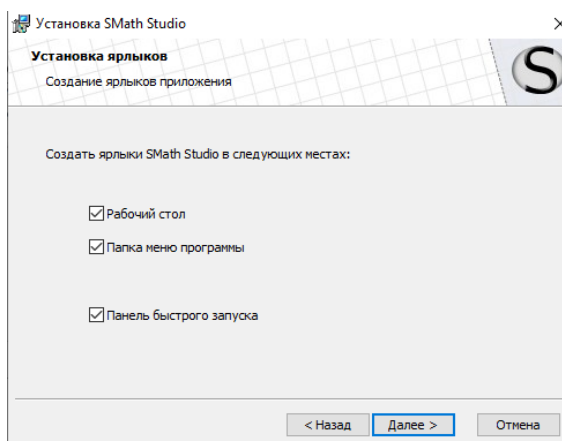 Установка SMath Studio
Установка ярлыков
Создание ярлыков приложения
S
Создать ярлыки SMath Studio в следующих местах:
Рабочий стол
Папка меню программы
Панель быстрого запуска
< Назад
Далее >
Отмена